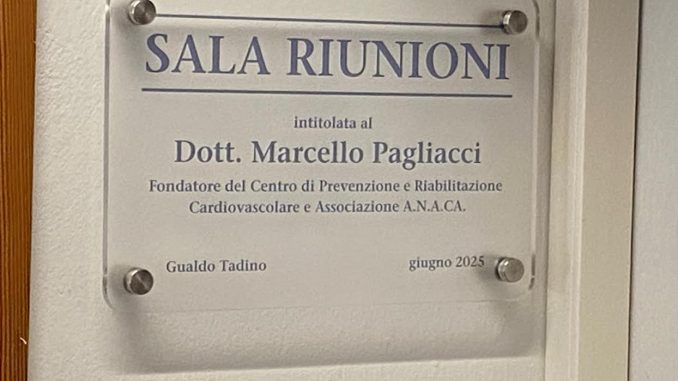 SALA RIUNIONI
intitolata al
Dott. Marcello Pagliacci
Fondatore del Centro di Prevenzione e Riabilitazione
Cardiovascolare e Associazione A.N.A.CA.
Gualdo Tadino giugno 2025